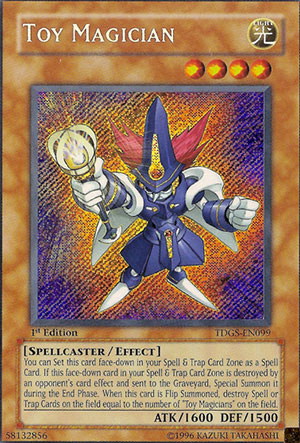 TOY MAGICIAN
LIGHT
光
1st Edition
TDGS-EN099
[SPELLCASTER / EFFECT]
You can Set this card face-down in your Spell & Trap Card Zone as a Spell
Card. If this face-down card in your Spell & Trap Card Zone is destroyed by
an opponent's card effect and sent to the Graveyard, Special Summon it
during the End Phase. When this card is Flip Summoned, destroy Spell or
Trap Cards on the field equal to the number of "Toy Magicians" on the field.
ATK/1600 DEF/1500
58132856
©1996 KAZUKI TAKAHASHI